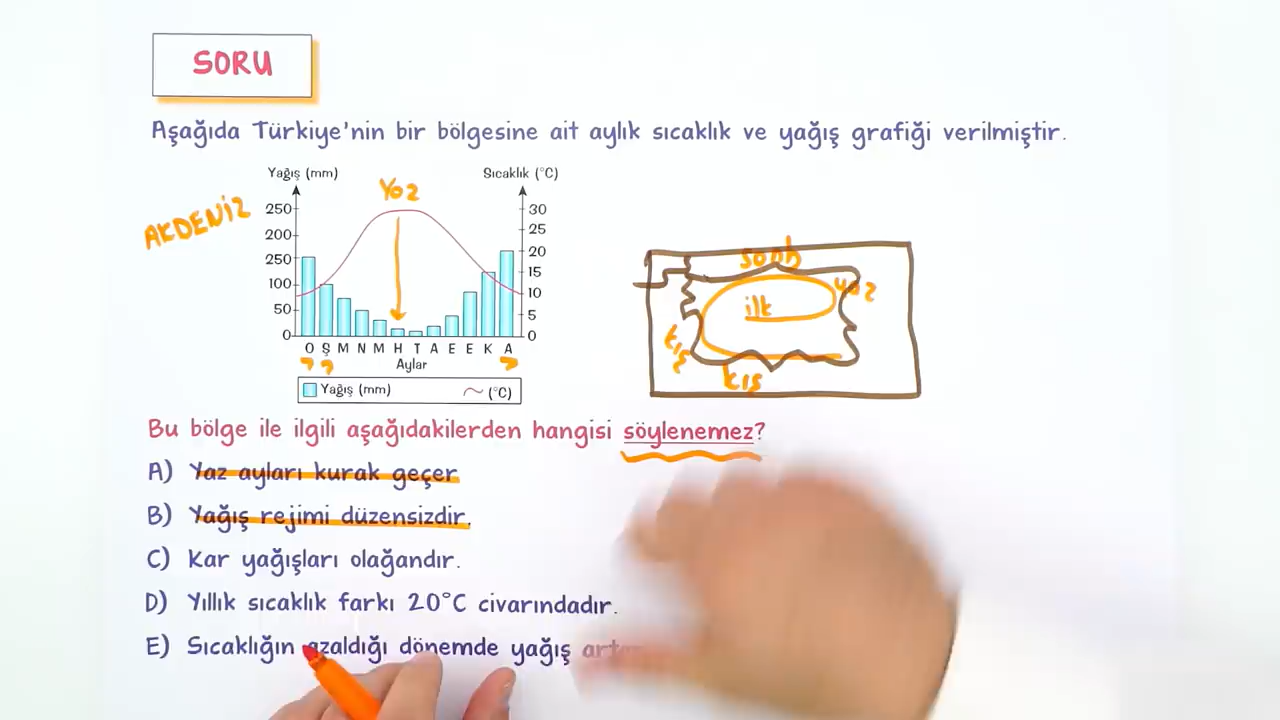 SORU
Aşağıda Türkiye'nin bir bölgesine ait aylık sıcaklık ve yağış grafiği verilmiştir.
Yağış (mm) Sıcaklık (°C)
Yaz
AKDENİZ
250 30
25
200 20
250 15
100 10
50 5
0 0
O Ş M N M H T A E E K A
Aylar
Yağış (mm) (°C)
sonb
yaz
ilk
kış
kış
Bu bölge ile ilgili aşağıdakilerden hangisi söylenemez?
A) Yaz ayları kurak geçer
B) Yağış rejimi düzensizdir.
C) Kar yağışları olağandır.
D) Yıllık sıcaklık farkı 20°C civarındadır.
E) Sıcaklığın azaldığı dönemde yağış